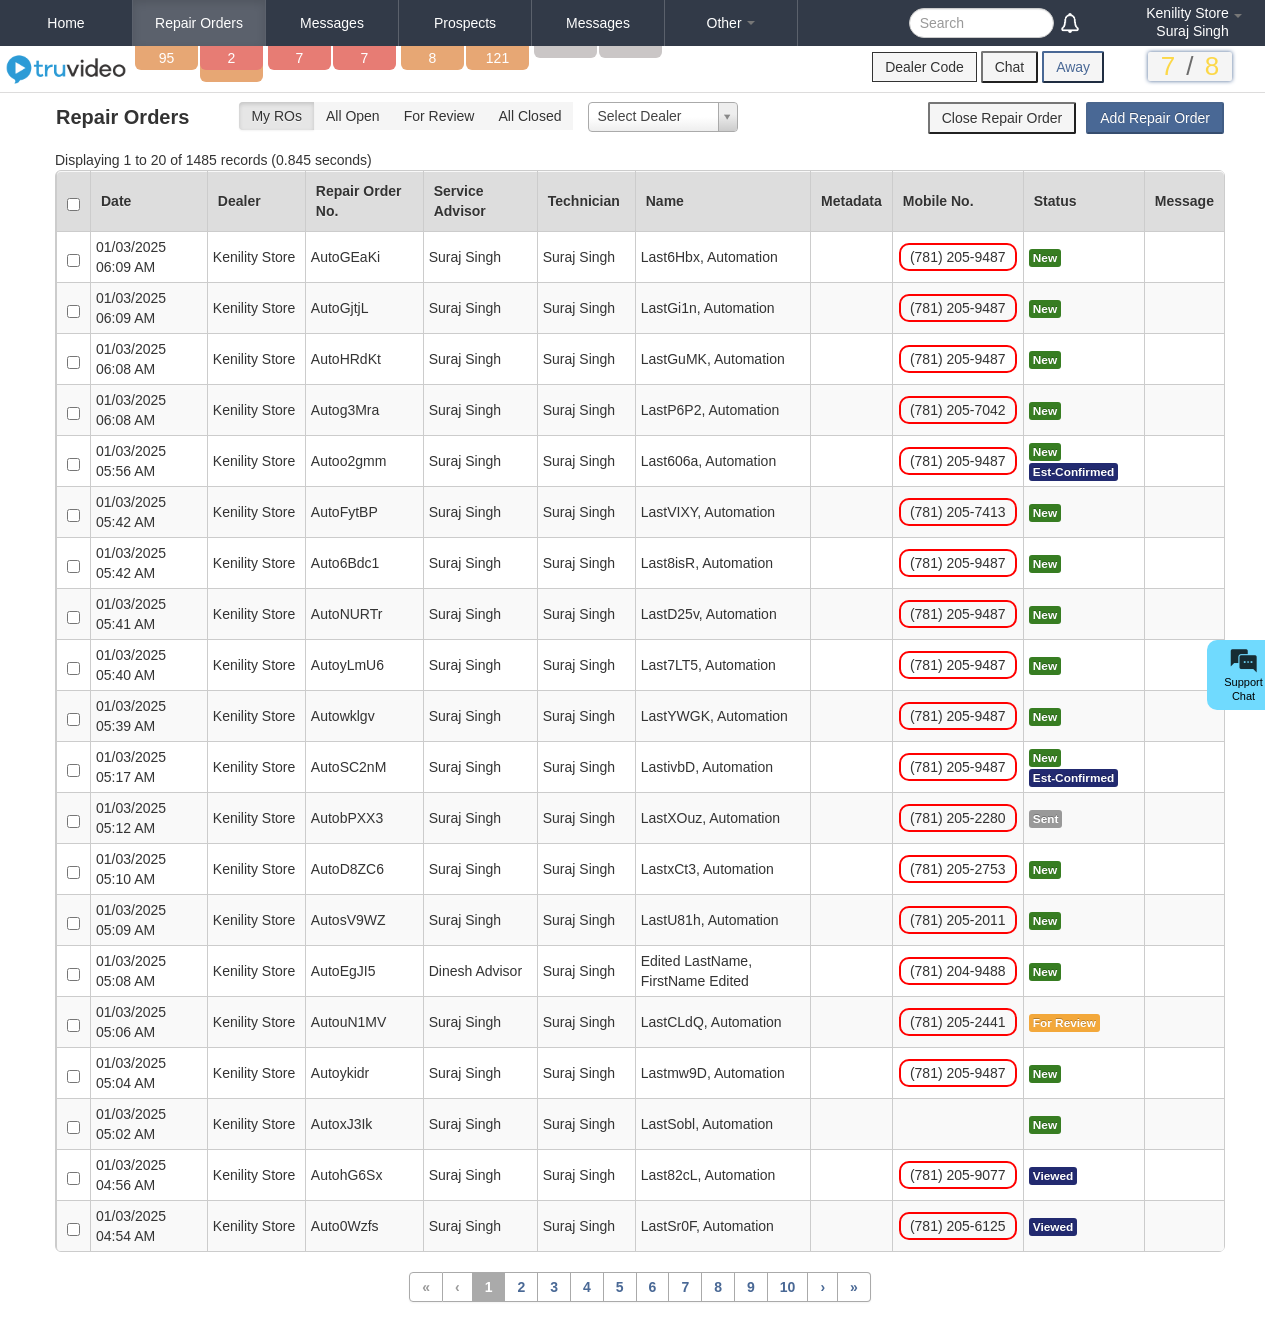 Home Repair Orders Messages Prospects Messages Other Search Kenility Store
Suraj Singh
95 2 7 7 8 121
truvideo Dealer Code Chat Away 7 / 8
Repair Orders My ROs All Open For Review All Closed Select Dealer Close Repair Order Add Repair Order
Displaying 1 to 20 of 1485 records (0.845 seconds)
Date Dealer Repair Order No. Service Advisor Technician Name Metadata Mobile No. Status Message
01/03/2025 06:09 AM Kenility Store AutoGEaKi Suraj Singh Suraj Singh Last6Hbx, Automation (781) 205-9487 New
01/03/2025 06:09 AM Kenility Store AutoGjtjL Suraj Singh Suraj Singh LastGi1n, Automation (781) 205-9487 New
01/03/2025 06:08 AM Kenility Store AutoHRdKt Suraj Singh Suraj Singh LastGuMK, Automation (781) 205-9487 New
01/03/2025 06:08 AM Kenility Store Autog3Mra Suraj Singh Suraj Singh LastP6P2, Automation (781) 205-7042 New
01/03/2025 05:56 AM Kenility Store Autoo2gmm Suraj Singh Suraj Singh Last606a, Automation (781) 205-9487 New Est-Confirmed
01/03/2025 05:42 AM Kenility Store AutoFytBP Suraj Singh Suraj Singh LastVIXY, Automation (781) 205-7413 New
01/03/2025 05:42 AM Kenility Store Auto6Bdc1 Suraj Singh Suraj Singh Last8isR, Automation (781) 205-9487 New
01/03/2025 05:41 AM Kenility Store AutoNURTr Suraj Singh Suraj Singh LastD25v, Automation (781) 205-9487 New
01/03/2025 05:40 AM Kenility Store AutoyLmU6 Suraj Singh Suraj Singh Last7LT5, Automation (781) 205-9487 New
01/03/2025 05:39 AM Kenility Store Autowklgv Suraj Singh Suraj Singh LastYWGK, Automation (781) 205-9487 New
01/03/2025 05:17 AM Kenility Store AutoSC2nM Suraj Singh Suraj Singh LastivbD, Automation (781) 205-9487 New Est-Confirmed
01/03/2025 05:12 AM Kenility Store AutobPXX3 Suraj Singh Suraj Singh LastXOuz, Automation (781) 205-2280 Sent
01/03/2025 05:10 AM Kenility Store AutoD8ZC6 Suraj Singh Suraj Singh LastxCt3, Automation (781) 205-2753 New
01/03/2025 05:09 AM Kenility Store AutosV9WZ Suraj Singh Suraj Singh LastU81h, Automation (781) 205-2011 New
01/03/2025 05:08 AM Kenility Store AutoEgJI5 Dinesh Advisor Suraj Singh Edited LastName, FirstName Edited (781) 204-9488 New
01/03/2025 05:06 AM Kenility Store AutouN1MV Suraj Singh Suraj Singh LastCLdQ, Automation (781) 205-2441 For Review
01/03/2025 05:04 AM Kenility Store Autoykidr Suraj Singh Suraj Singh Lastmw9D, Automation (781) 205-9487 New
01/03/2025 05:02 AM Kenility Store AutoxJ3Ik Suraj Singh Suraj Singh LastSobl, Automation New
01/03/2025 04:56 AM Kenility Store AutohG6Sx Suraj Singh Suraj Singh Last82cL, Automation (781) 205-9077 Viewed
01/03/2025 04:54 AM Kenility Store Auto0Wzfs Suraj Singh Suraj Singh LastSr0F, Automation (781) 205-6125 Viewed
Support
Chat
« ‹ 1 2 3 4 5 6 7 8 9 10 › »